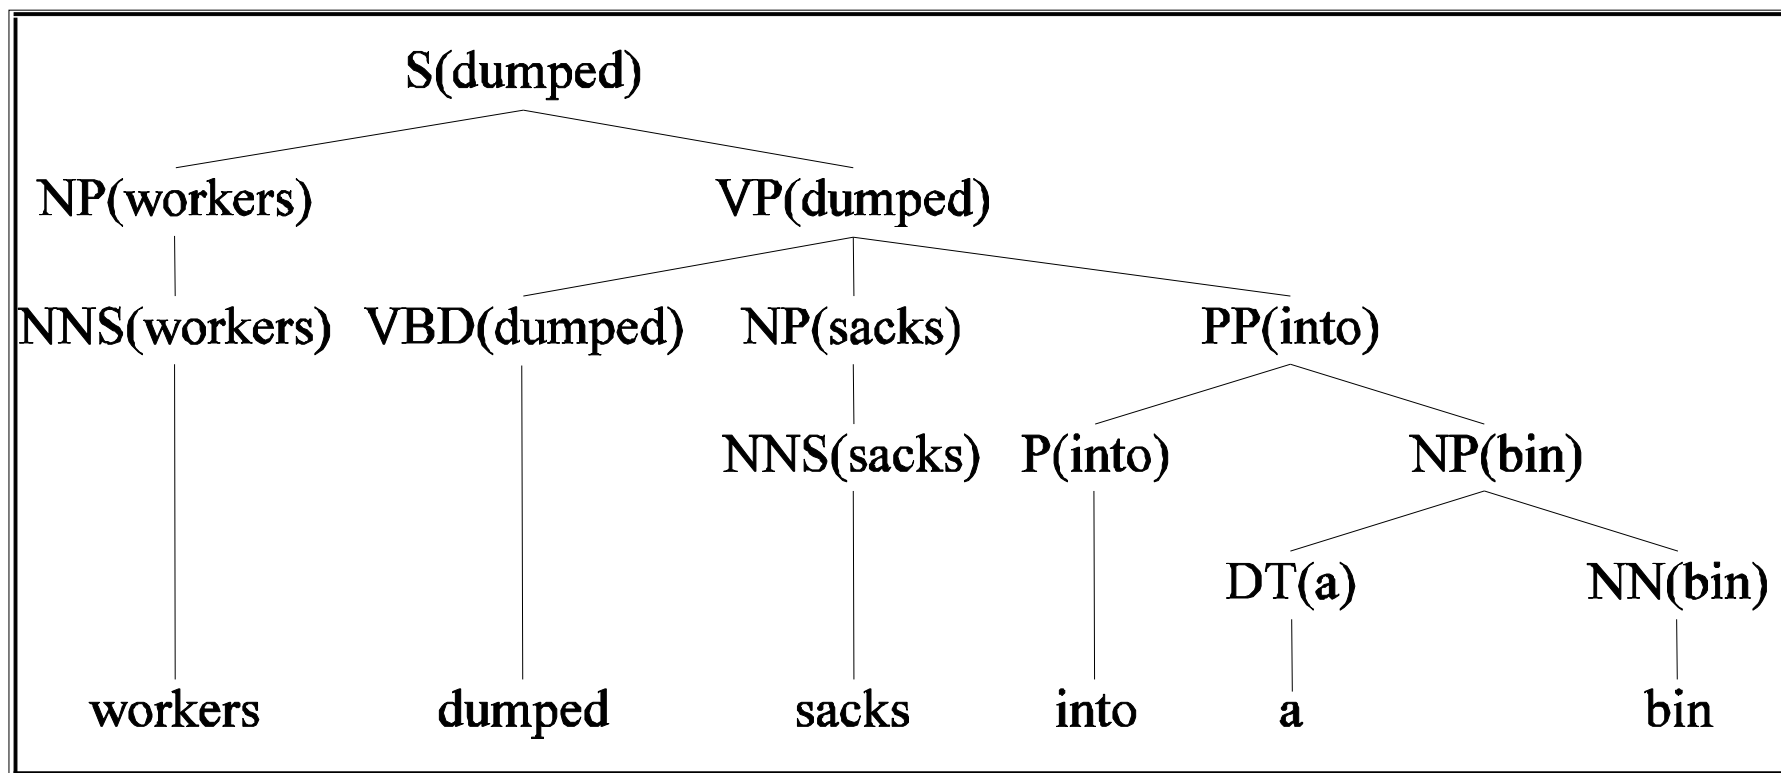 S(dumped)
NP(workers) VP(dumped)
NNS(workers) VBD(dumped) NP(sacks) PP(into)
NNS(sacks) P(into) NP(bin)
DT(a) NN(bin)
workers dumped sacks into a bin